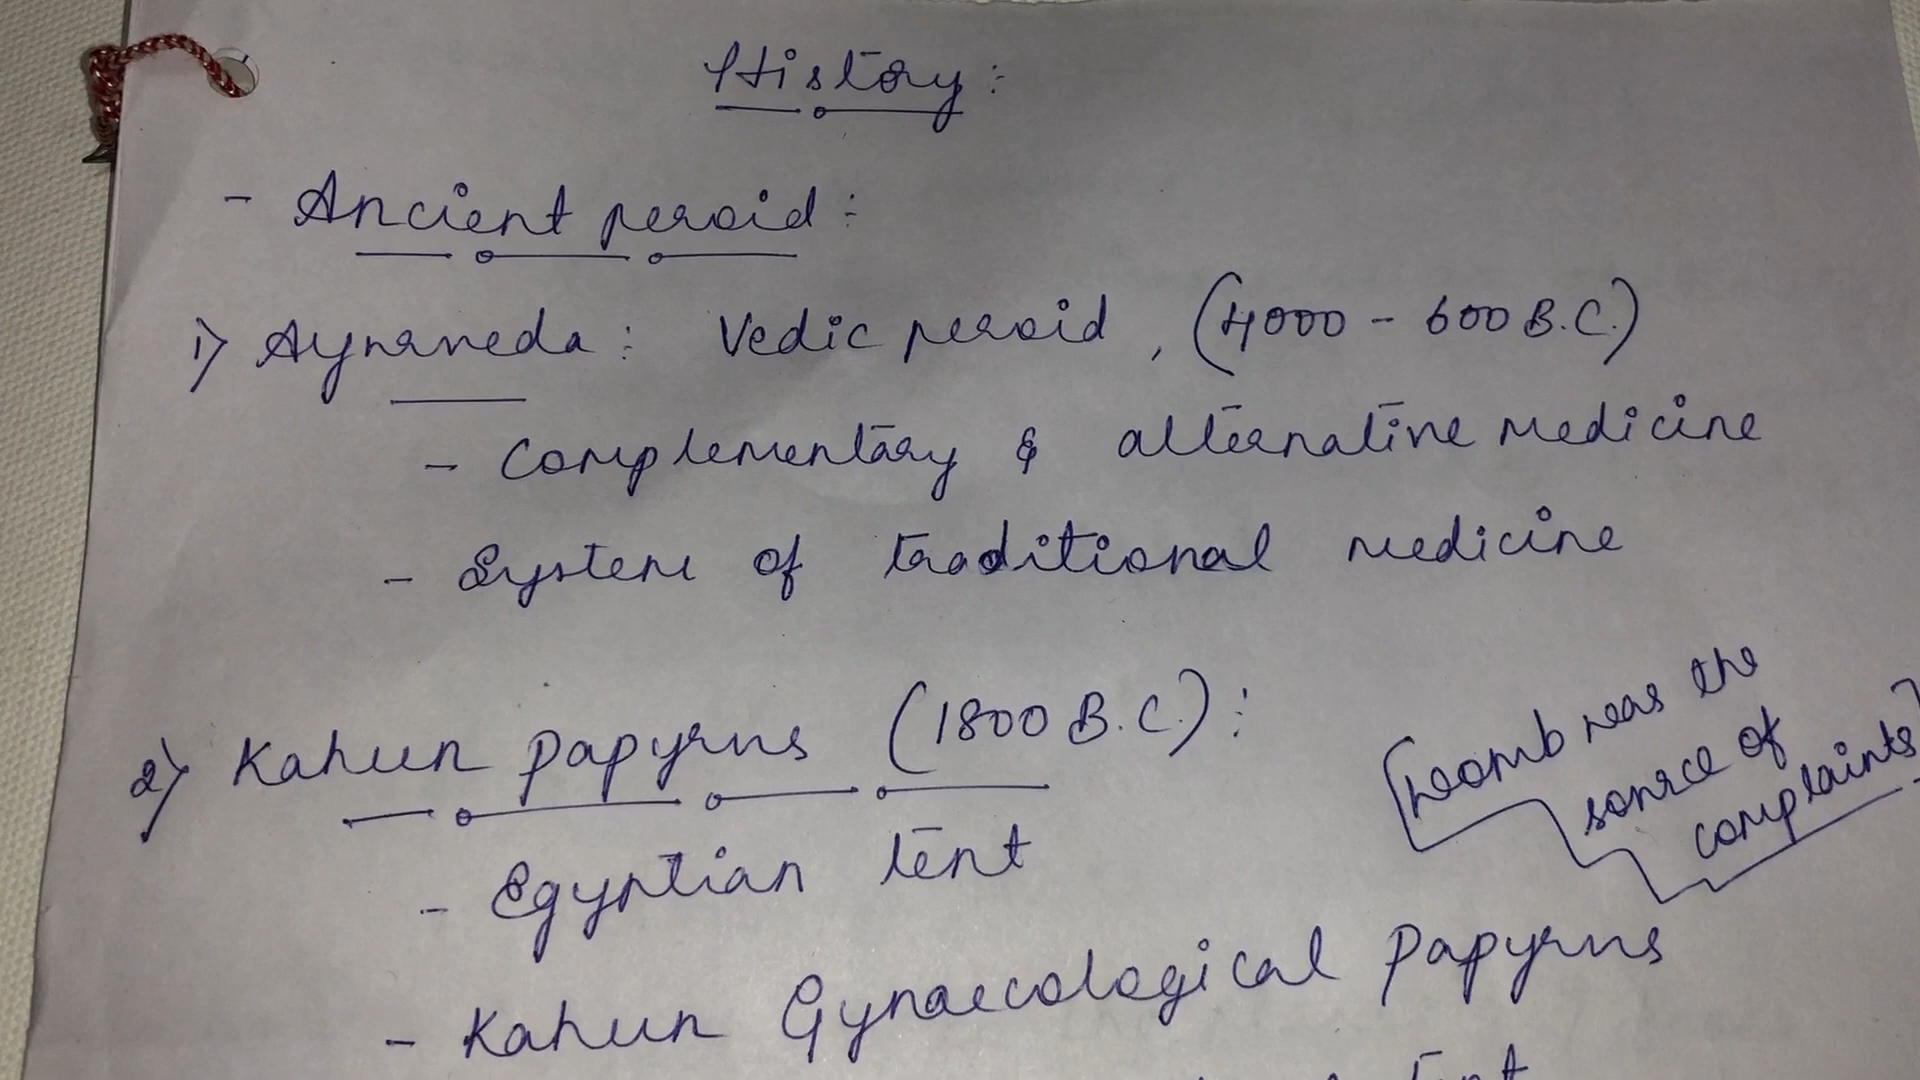 History:
- Ancient peroid:
1) Ayurveda: Vedic peroid, (4000 - 600 B.C.)
- Complementary & alternative medicine
- System of traditional medicine
2) Kahun papyrus (1800 B.C.):
[womb was the
source of
complaints]
- Egyptian text
- Kahun Gynaecological Papyrus
text